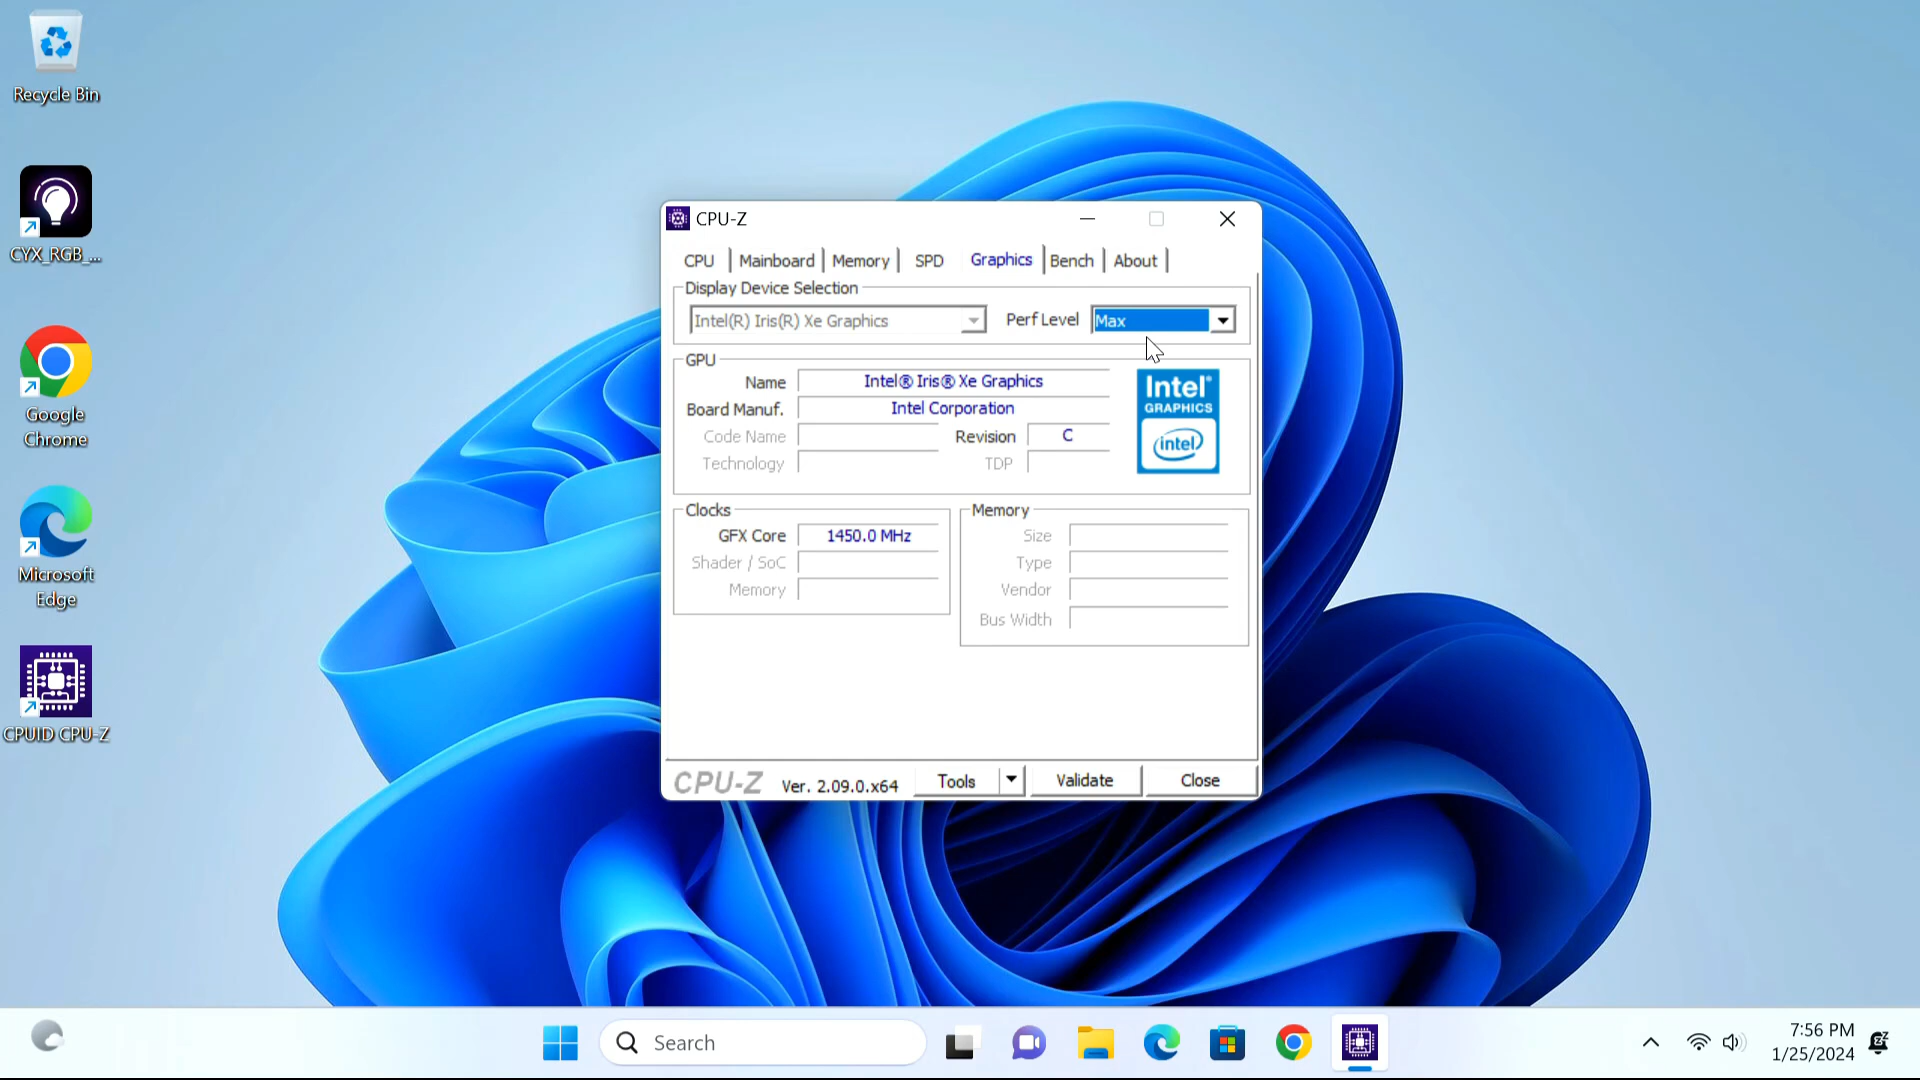 Recycle Bin
CYX_RGB_...
Google
Chrome
Microsoft
Edge
CPUID CPU-Z
CPU-Z
CPU Mainboard Memory SPD Graphics Bench About
Display Device Selection
Intel(R) Iris(R) Xe Graphics Perf Level Max
GPU
Name Intel® Iris® Xe Graphics
Board Manuf. Intel Corporation
Code Name Revision C
Technology TDP
Intel®
GRAPHICS
intel
Clocks
GFX Core 1450.0 MHz
Shader / SoC
Memory
Memory
Size
Type
Vendor
Bus Width
CPU-Z Ver. 2.09.0.x64 Tools Validate Close
Search
7:56 PM
1/25/2024